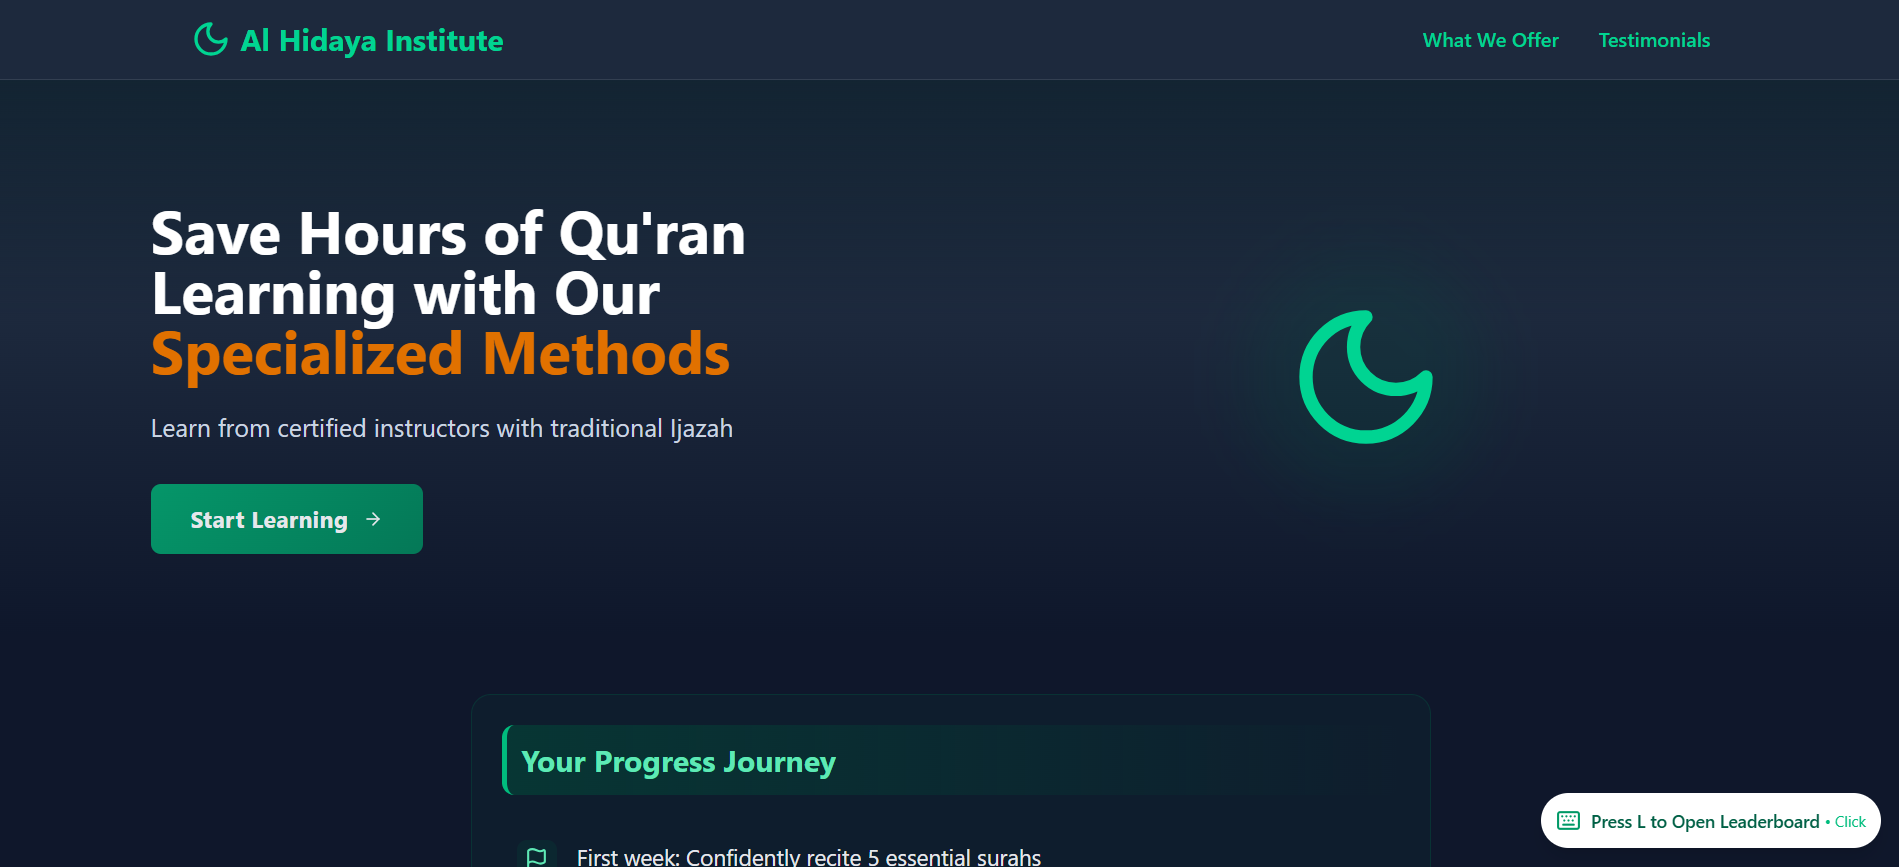 Al Hidaya Institute
What We Offer
Testimonials
Save Hours of Qu'ran
Learning with Our
Specialized Methods
Learn from certified instructors with traditional Ijazah
Start Learning →
Your Progress Journey
First week: Confidently recite 5 essential surahs
Press L to Open Leaderboard • Click